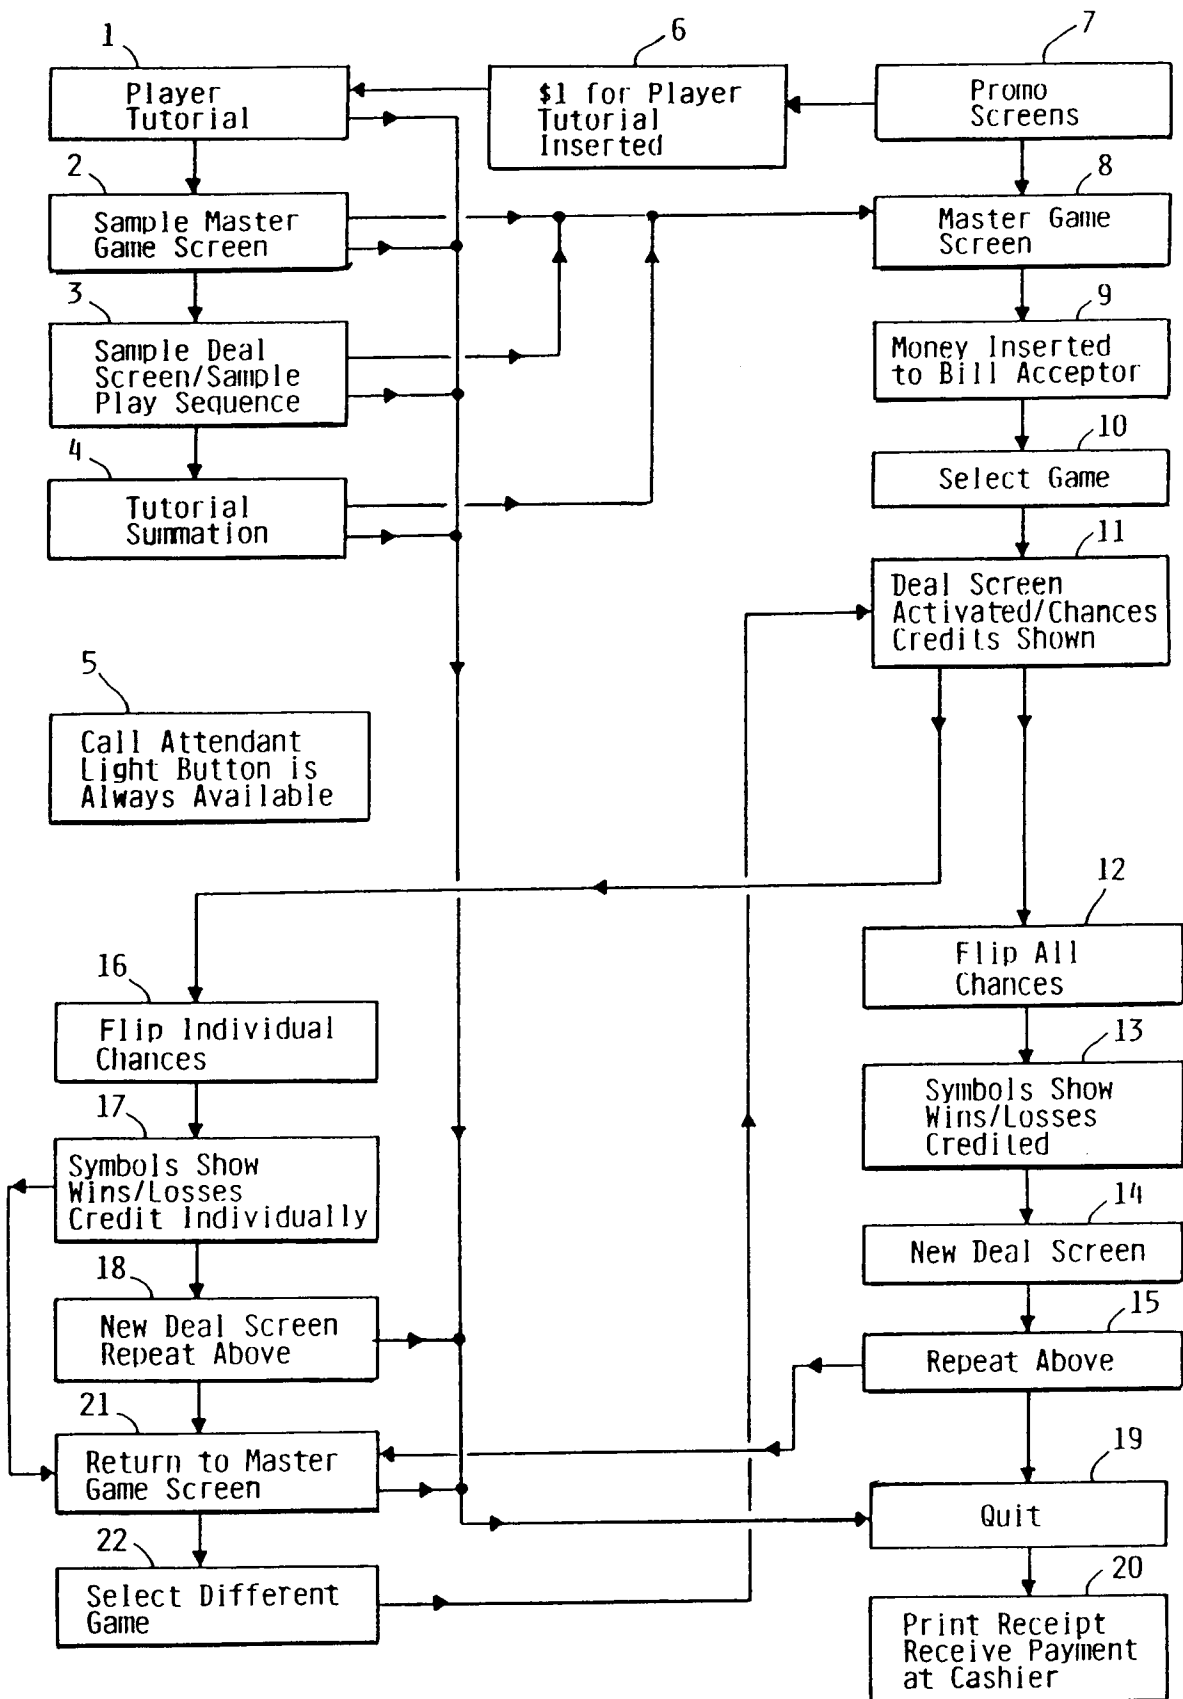 1
Player
Tutorial
6
$1 for Player
Tutorial
Inserted
7
Promo
Screens
2
Sample Master
Game Screen
8
Master Game
Screen
3
Sample Deal
Screen/Sample
Play Sequence
9
Money Inserted
to Bill Acceptor
4
Tutorial
Summation
10
Select Game
11
Deal Screen
Activated/Chances
Credits Shown
5
Call Attendant
Light Button is
Always Available
12
Flip All
Chances
16
Flip Individual
Chances
13
Symbols Show
Wins/Losses
Credited
17
Symbols Show
Wins/Losses
Credit Individually
14
New Deal Screen
18
New Deal Screen
Repeat Above
15
Repeat Above
21
Return to Master
Game Screen
19
Quit
22
Select Different
Game
20
Print Receipt
Receive Payment
at Cashier